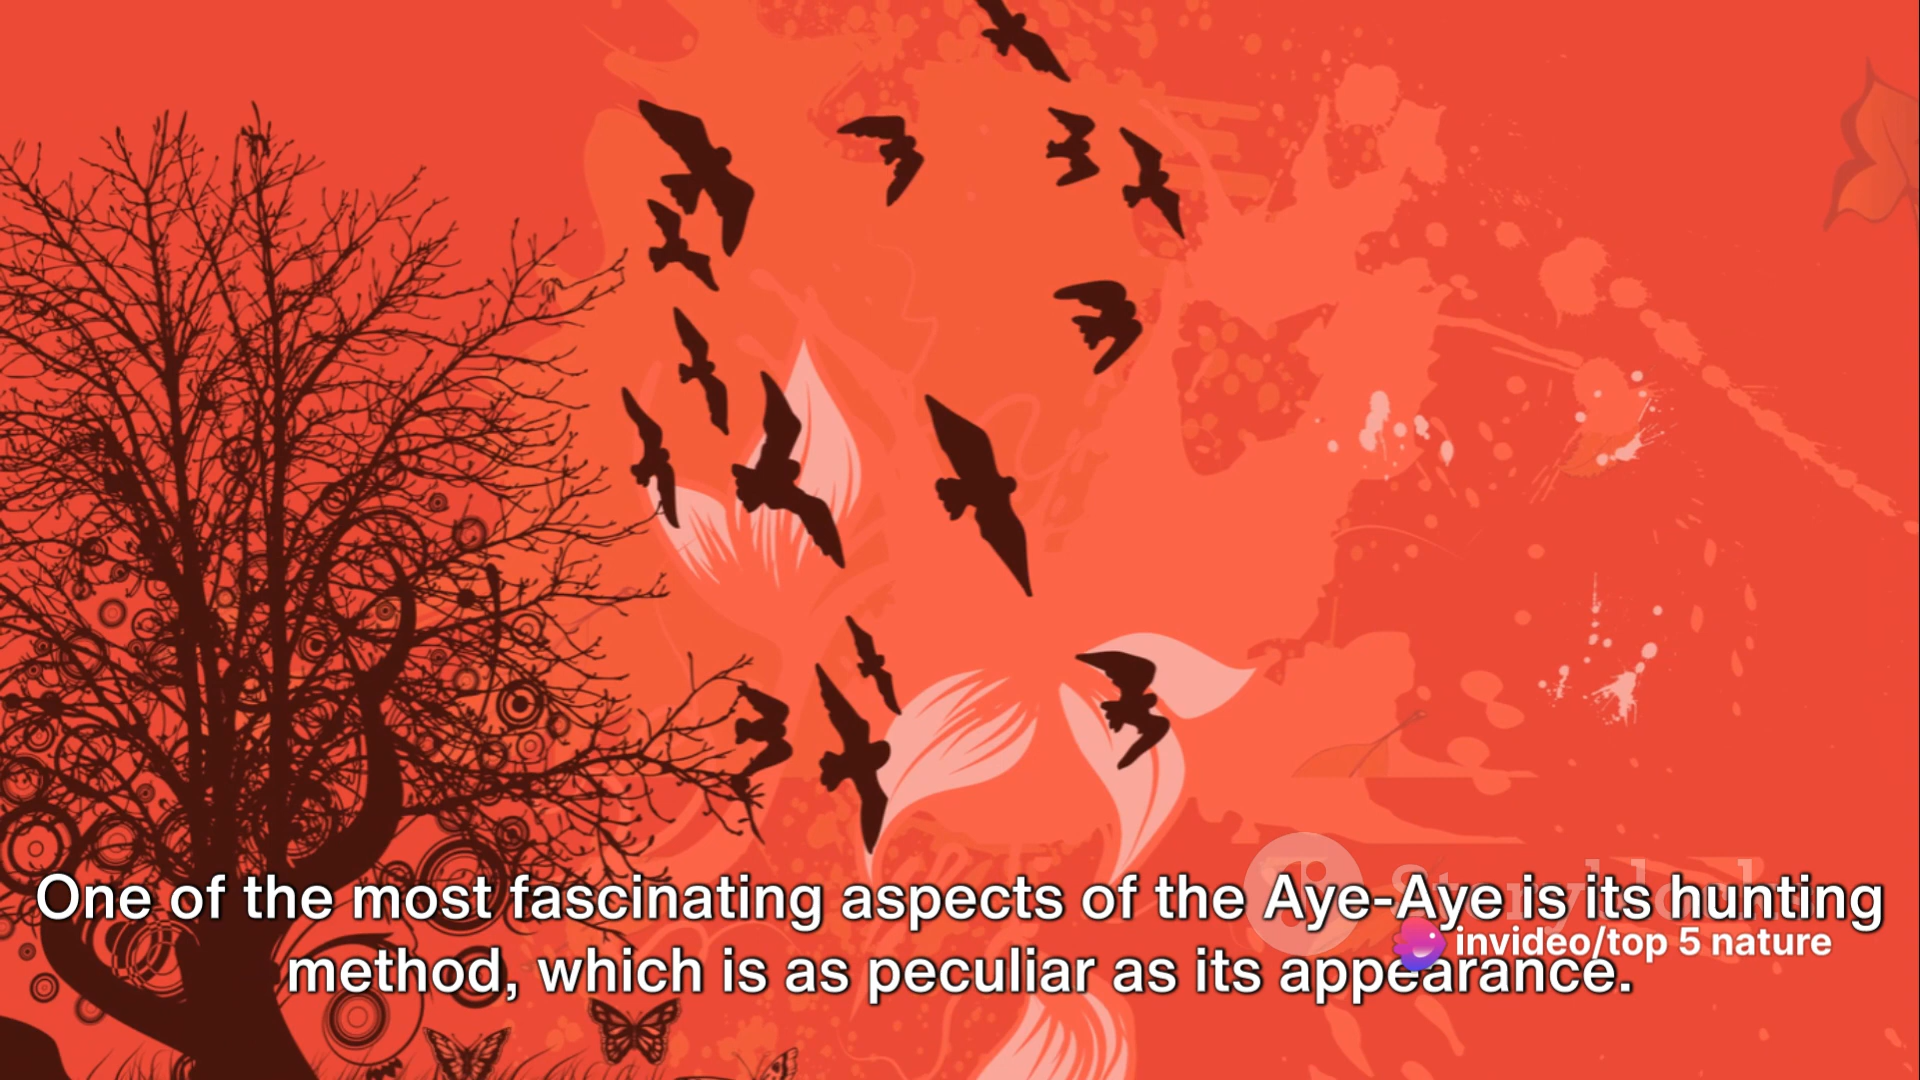 One of the most fascinating aspects of the Aye-Aye is its hunting
invideo/top 5 nature
method, which is as peculiar as its appearance.